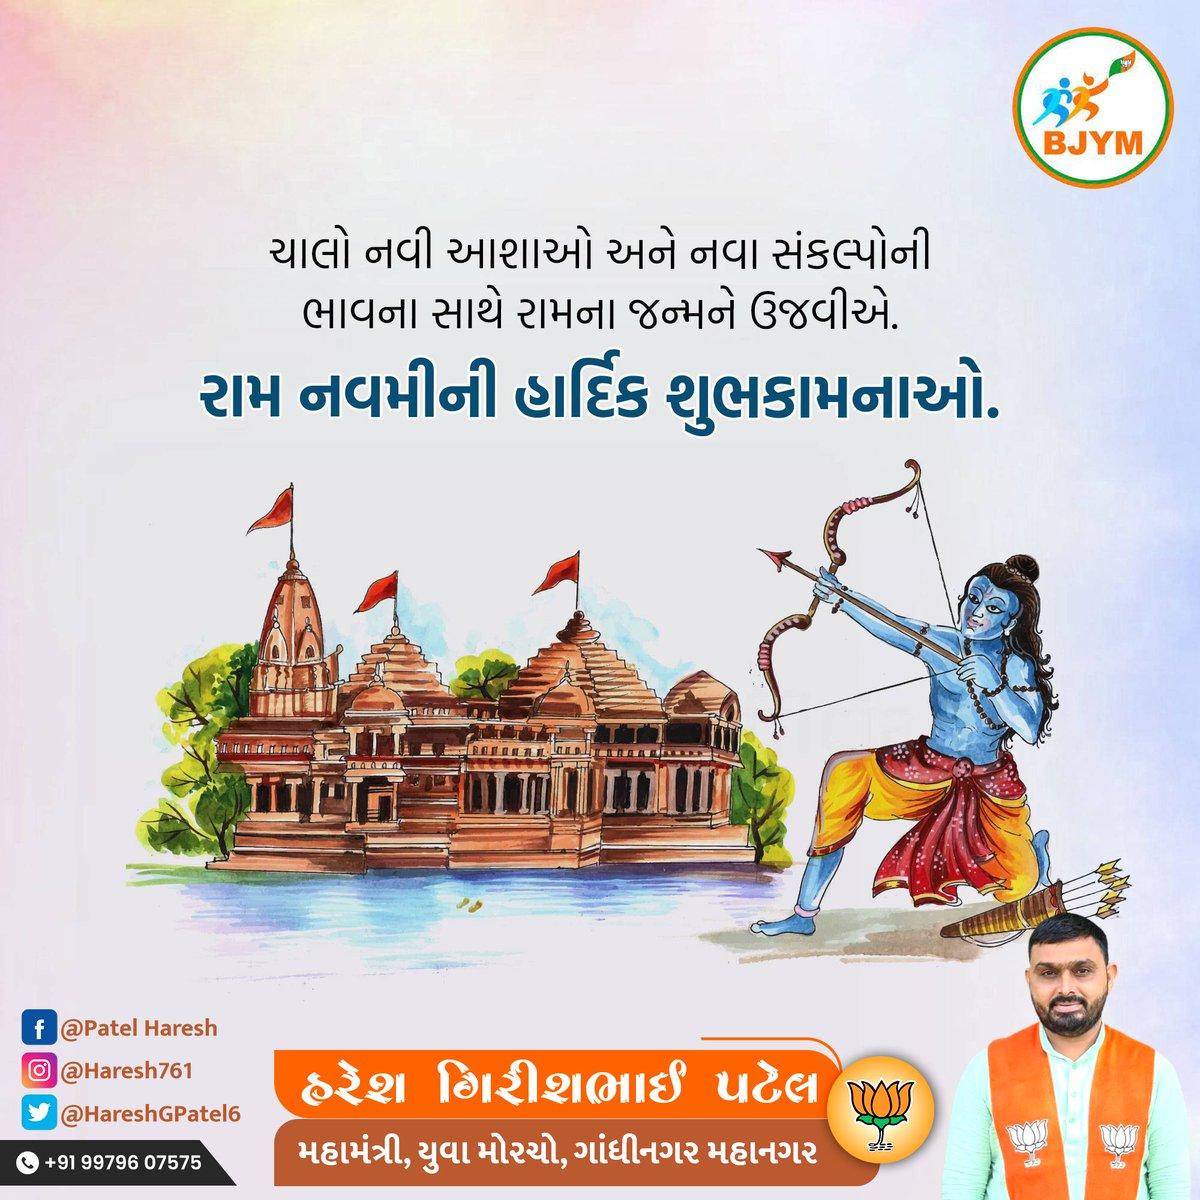 BJYM
ચાલો નવી આશાઓ અને નવા સંકલ્પોની
ભાવના સાથે રામના જન્મને ઉજવીએ.
રામ નવમીની હાર્દિક શુભકામનાઓ.
@Patel Haresh
@Haresh761
@HareshGPatel6
+91 99796 07575
હરેશ ગિરીશભાઈ પટેલ
મહામંત્રી, યુવા મોરચો, ગાંધીનગર મહાનગર